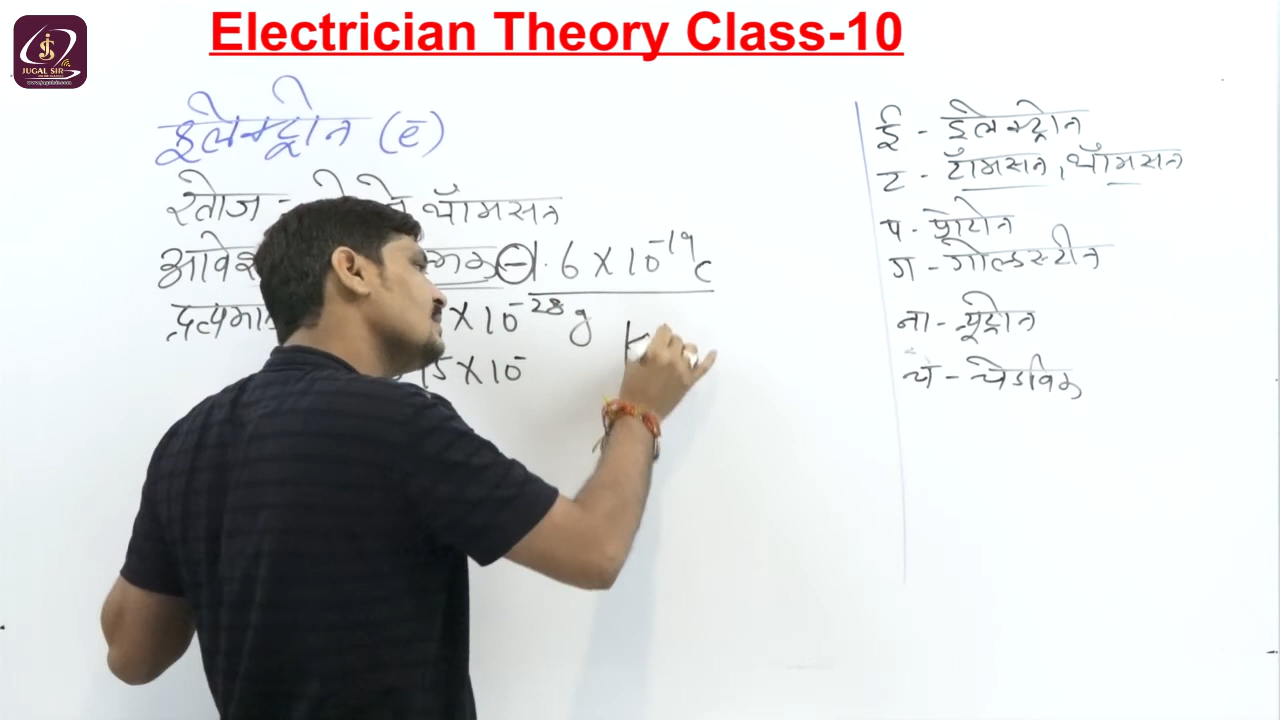 Electrician Theory Class-10
JUGAL SIR
इलेक्ट्रोन (e̅)
खोज - थॉमसन
-1.6 X 10⁻¹⁹ C
X 10⁻²⁸ g
X 10⁻
K
ई - इलेक्ट्रोन
ट - टॉमसन, थॉमसन
प - प्रोटोन
ग - गोल्डस्टीन
ना - न्यूट्रोन
चे - चेडविक